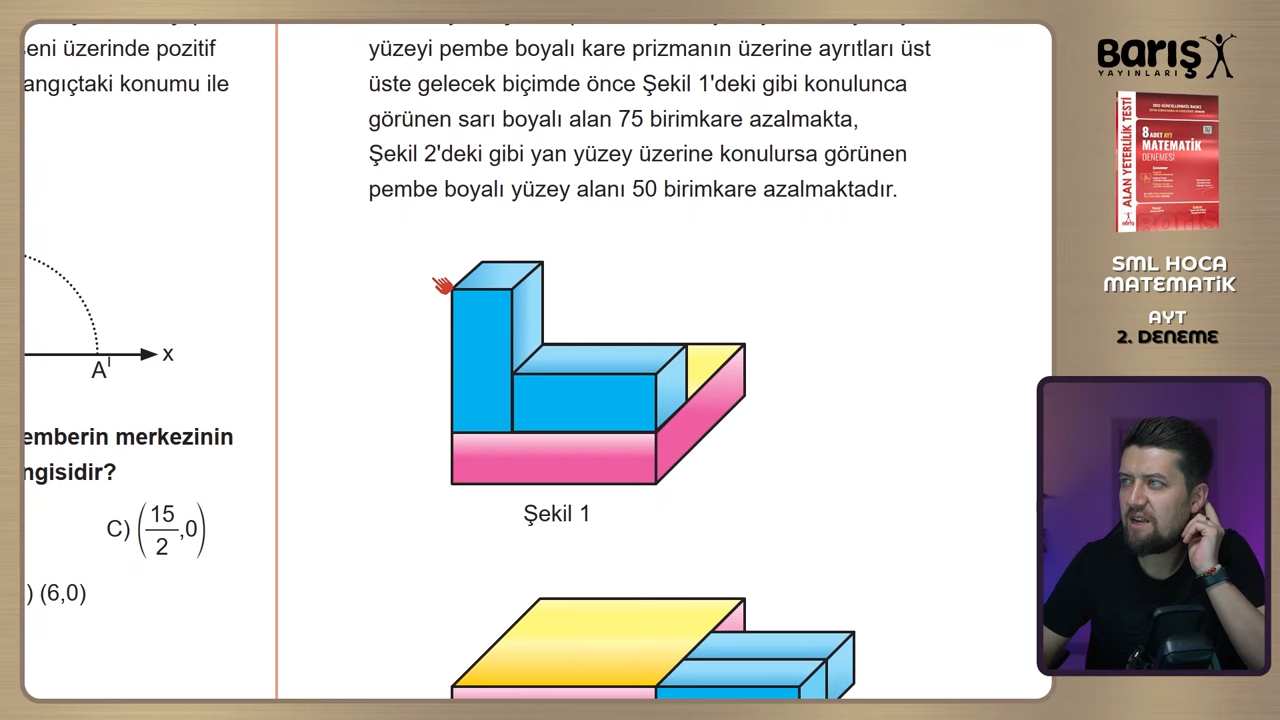 eni üzerinde pozitif
angıçtaki konumu ile
A'
x
emberin merkezinin
ngisidir?
C) (15/2,0)
) (6,0)
yüzeyi pembe boyalı kare prizmanın üzerine ayrıtları üst
üste gelecek biçimde önce Şekil 1'deki gibi konulunca
görünen sarı boyalı alan 75 birimkare azalmakta,
Şekil 2'deki gibi yan yüzey üzerine konulursa görünen
pembe boyalı yüzey alanı 50 birimkare azalmaktadır.
Şekil 1
BARIŞ
YAYINLARI
ALAN YETERLİLİK TESTİ
8 ADET AYT
MATEMATİK
DENEMESİ
BARIŞ
SML HOCA
MATEMATİK
AYT
2. DENEME